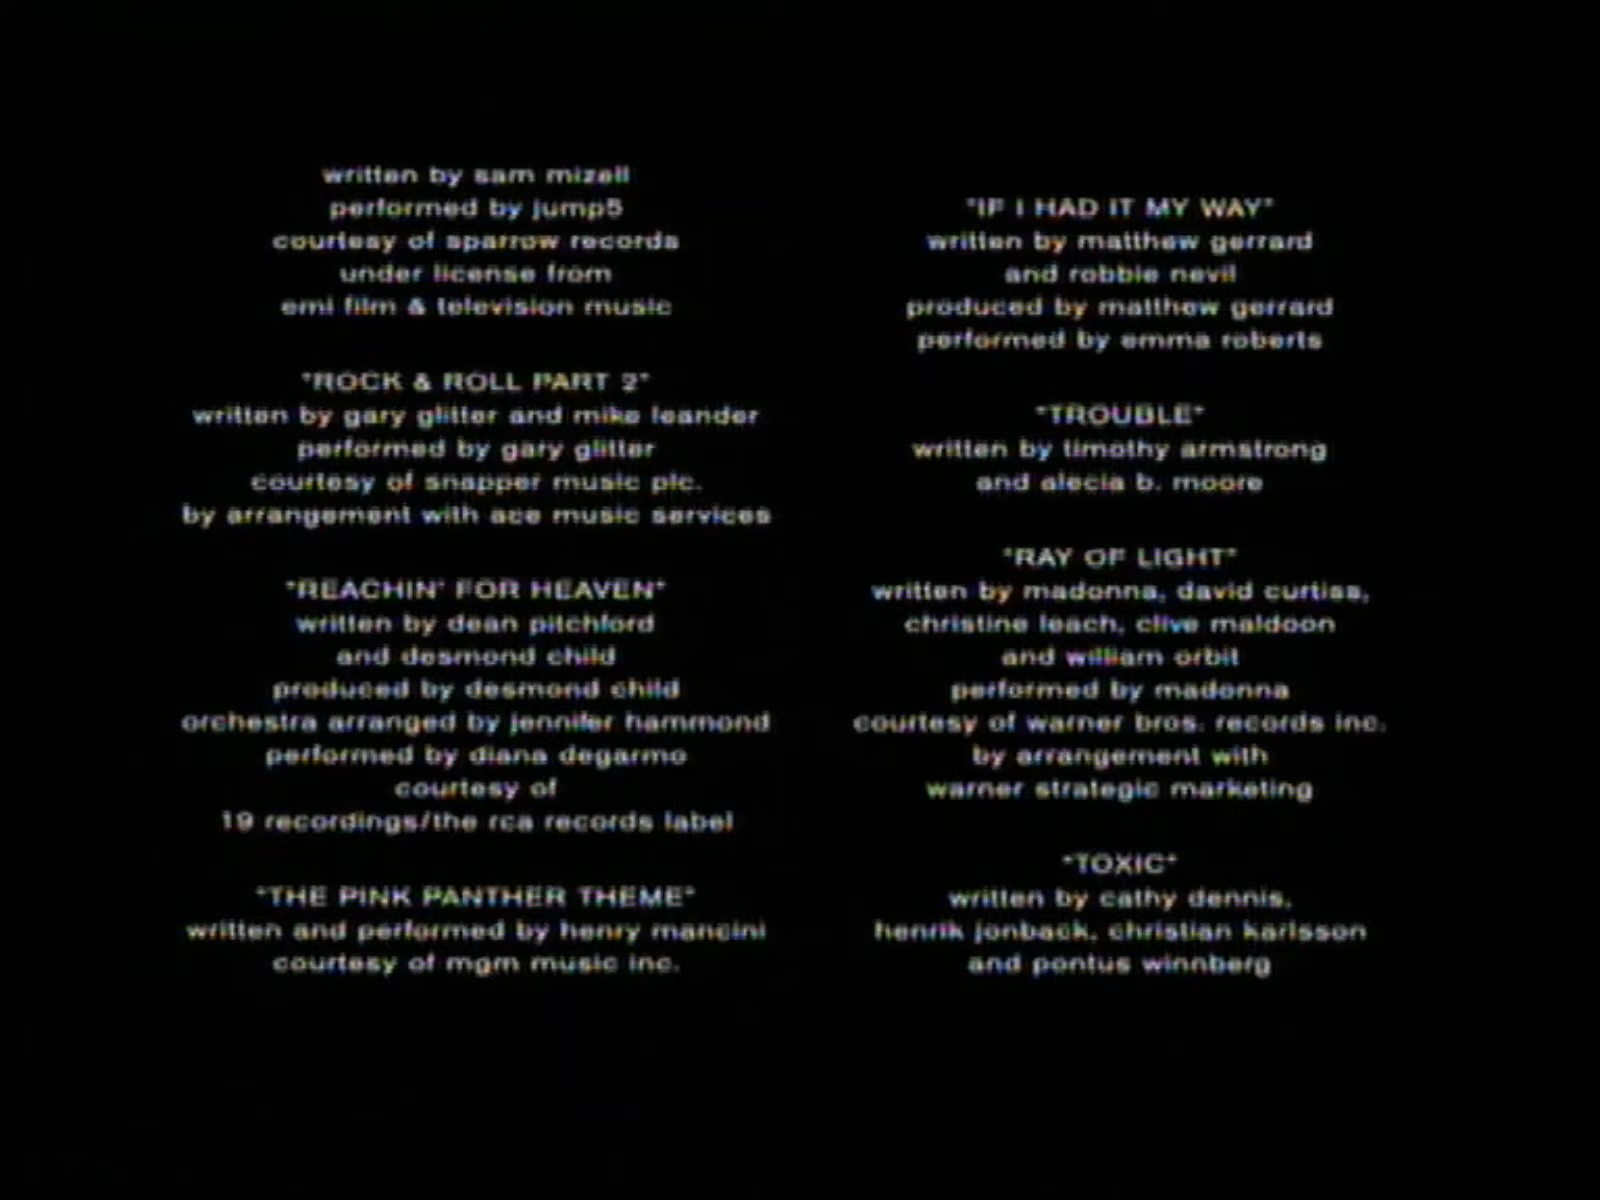 written by sam mizell
performed by jump5
courtesy of sparrow records
under license from
emi film & television music
"ROCK & ROLL PART 2"
written by gary glitter and mike leander
performed by gary glitter
courtesy of snapper music plc.
by arrangement with ace music services
"REACHIN' FOR HEAVEN"
written by dean pitchford
and desmond child
produced by desmond child
orchestra arranged by jennifer hammond
performed by diana degarmo
courtesy of
19 recordings/the rca records label
"THE PINK PANTHER THEME"
written and performed by henry mancini
courtesy of mgm music inc.
"IF I HAD IT MY WAY"
written by matthew gerrard
and robbie nevil
produced by matthew gerrard
performed by emma roberts
"TROUBLE"
written by timothy armstrong
and alecia b. moore
"RAY OF LIGHT"
written by madonna, david curtiss,
christine leach, clive maldoon
and william orbit
performed by madonna
courtesy of warner bros. records inc.
by arrangement with
warner strategic marketing
"TOXIC"
written by cathy dennis,
henrik jonback, christian karlsson
and pontus winnberg